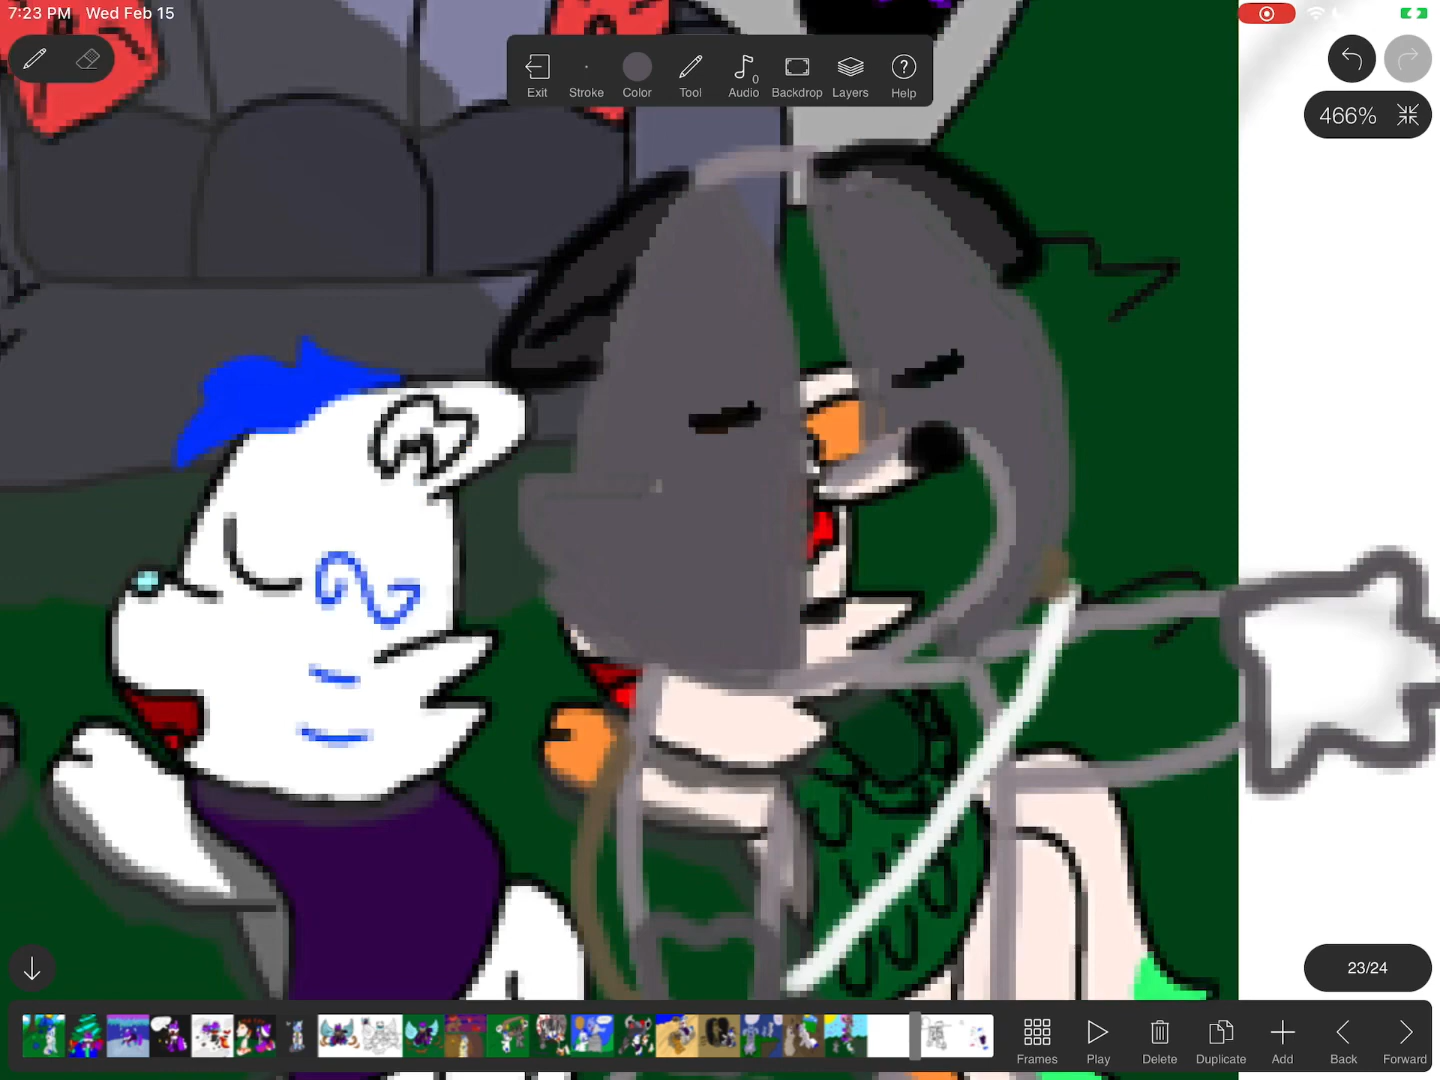 7:23 PM Wed Feb 15
Exit Stroke Color Tool Audio 0 Backdrop Layers Help
466%
23/24
Frames Play Delete Duplicate Add Back Forward